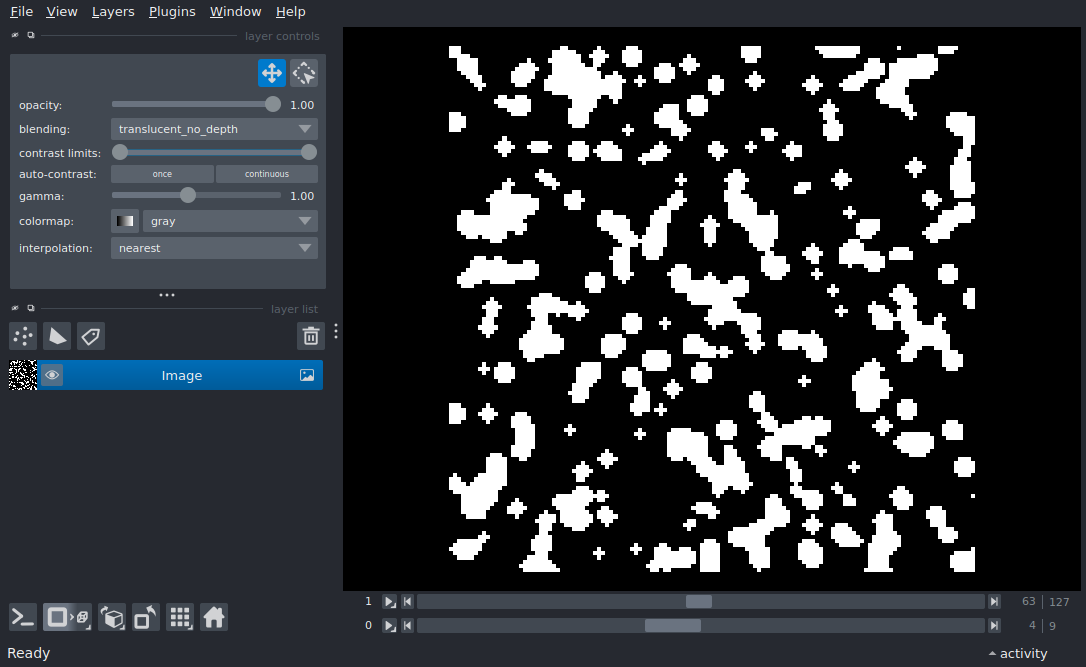 File View Layers Plugins Window Help
layer controls
opacity: 1.00
blending: translucent_no_depth
contrast limits:
auto-contrast: once continuous
gamma: 1.00
colormap: gray
interpolation: nearest
layer list
Image
1 63 127
0 4 9
Ready activity